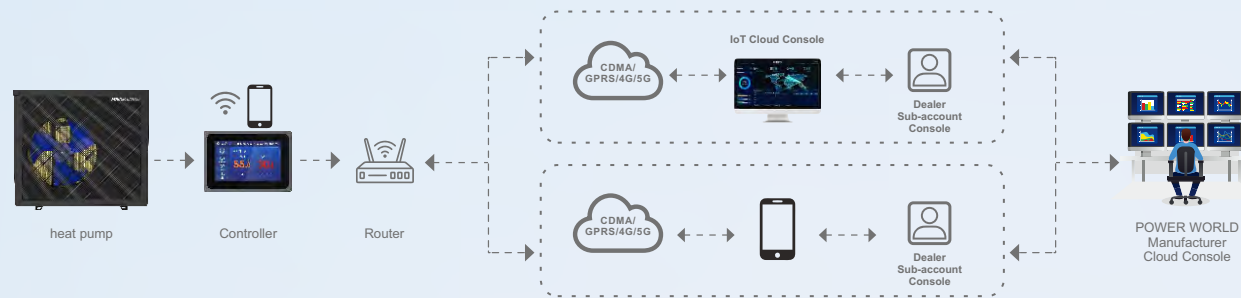 heat pump
Controller
Router
CDMA/
GPRS/4G/5G
IoT Cloud Console
Dealer
Sub-account
Console
CDMA/
GPRS/4G/5G
Dealer
Sub-account
Console
POWER WORLD
Manufacturer
Cloud Console